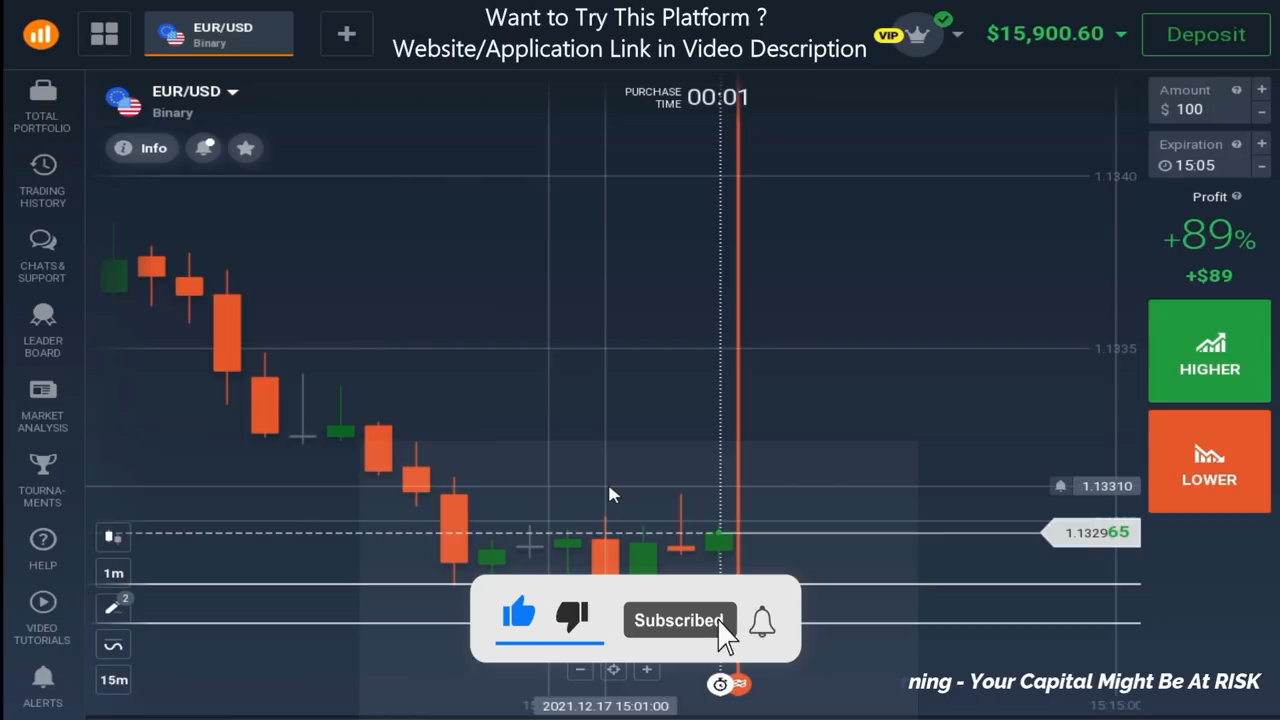 Want to Try This Platform ?
Website/Application Link in Video Description
EUR/USD
Binary
VIP
$15,900.60
Deposit
TOTAL
PORTFOLIO
TRADING
HISTORY
CHATS &
SUPPORT
LEADER
BOARD
MARKET
ANALYSIS
TOURNA-
MENTS
HELP
VIDEO
TUTORIALS
ALERTS
EUR/USD
Binary
Info
PURCHASE
TIME
00:01
1.1340
1.1335
1.13310
1.132965
Amount
$ 100
Expiration
15:05
Profit
+89%
+$89
HIGHER
LOWER
1m
2
15m
Subscribed
2021.12.17 15:01:00
15:15:00
ning - Your Capital Might Be At RISK